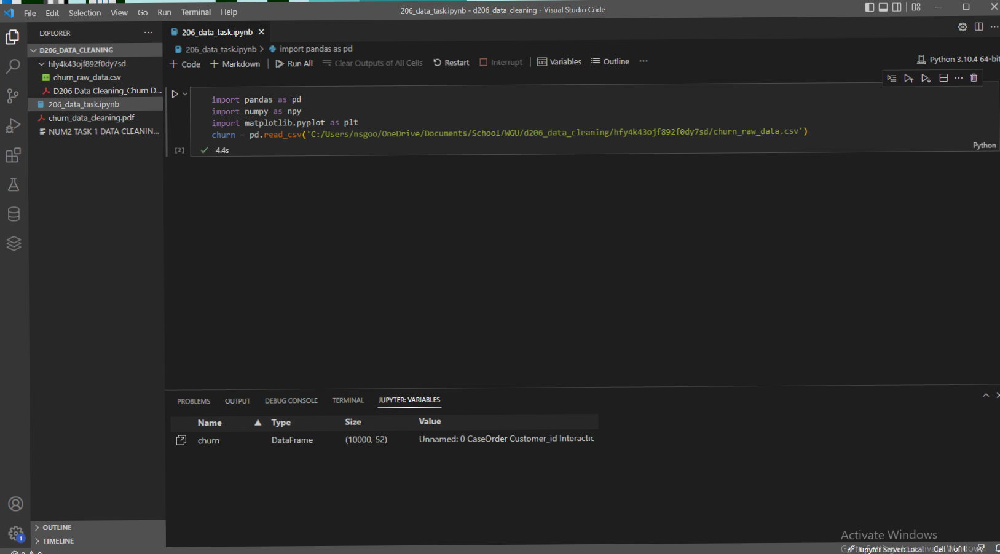 File Edit Selection View Go Run Terminal Help
206_data_task.ipynb - d206_data_cleaning - Visual Studio Code
EXPLORER
D206_DATA_CLEANING
hfy4k43ojf892f0dy7sd
churn_raw_data.csv
D206 Data Cleaning_Churn D...
206_data_task.ipynb
churn_data_cleaning.pdf
NUM2 TASK 1 DATA CLEANIN...
206_data_task.ipynb
206_data_task.ipynb > import pandas as pd
+ Code + Markdown Run All Clear Outputs of All Cells Restart Interrupt Variables Outline ...
Python 3.10.4 64-bit
import pandas as pd
import numpy as npy
import matplotlib.pyplot as plt
churn = pd.read_csv('C:/Users/nsgoo/OneDrive/Documents/School/WGU/d206_data_cleaning/hfy4k43ojf892f0dy7sd/churn_raw_data.csv')
[2] 4.4s
Python
PROBLEMS OUTPUT DEBUG CONSOLE TERMINAL JUPYTER: VARIABLES
Name Type Size Value
churn DataFrame (10000, 52) Unnamed: 0 CaseOrder Customer_id Interactic
OUTLINE
TIMELINE
1
Activate Windows
Go to Settings to activate Windows.
Jupyter Server: Local Cell 1 of 1